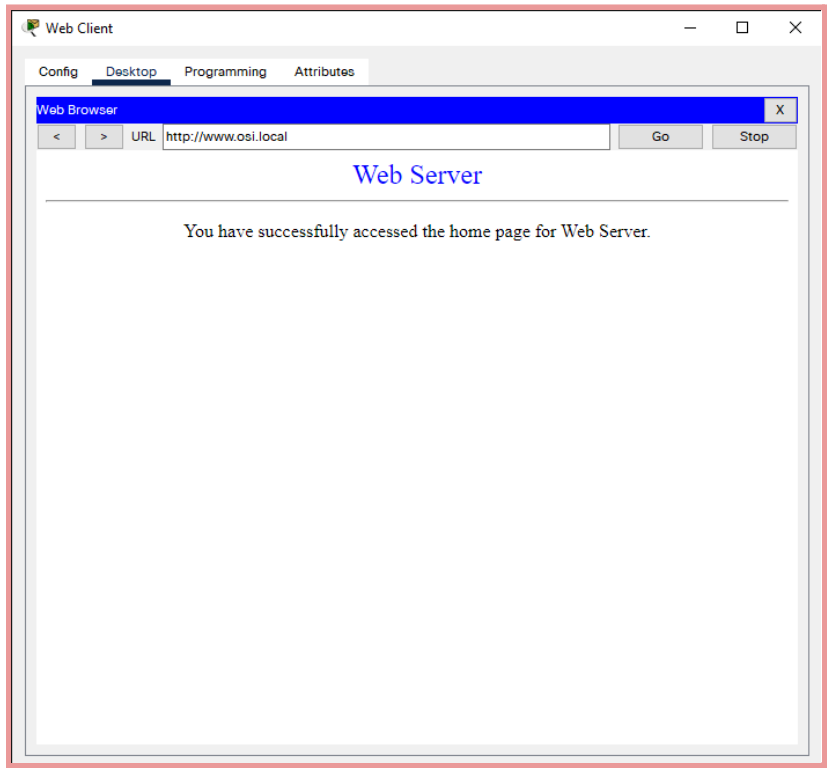 Web Client
Config Desktop Programming Attributes
Web Browser X
< > URL http://www.osi.local Go Stop
Web Server
You have successfully accessed the home page for Web Server.